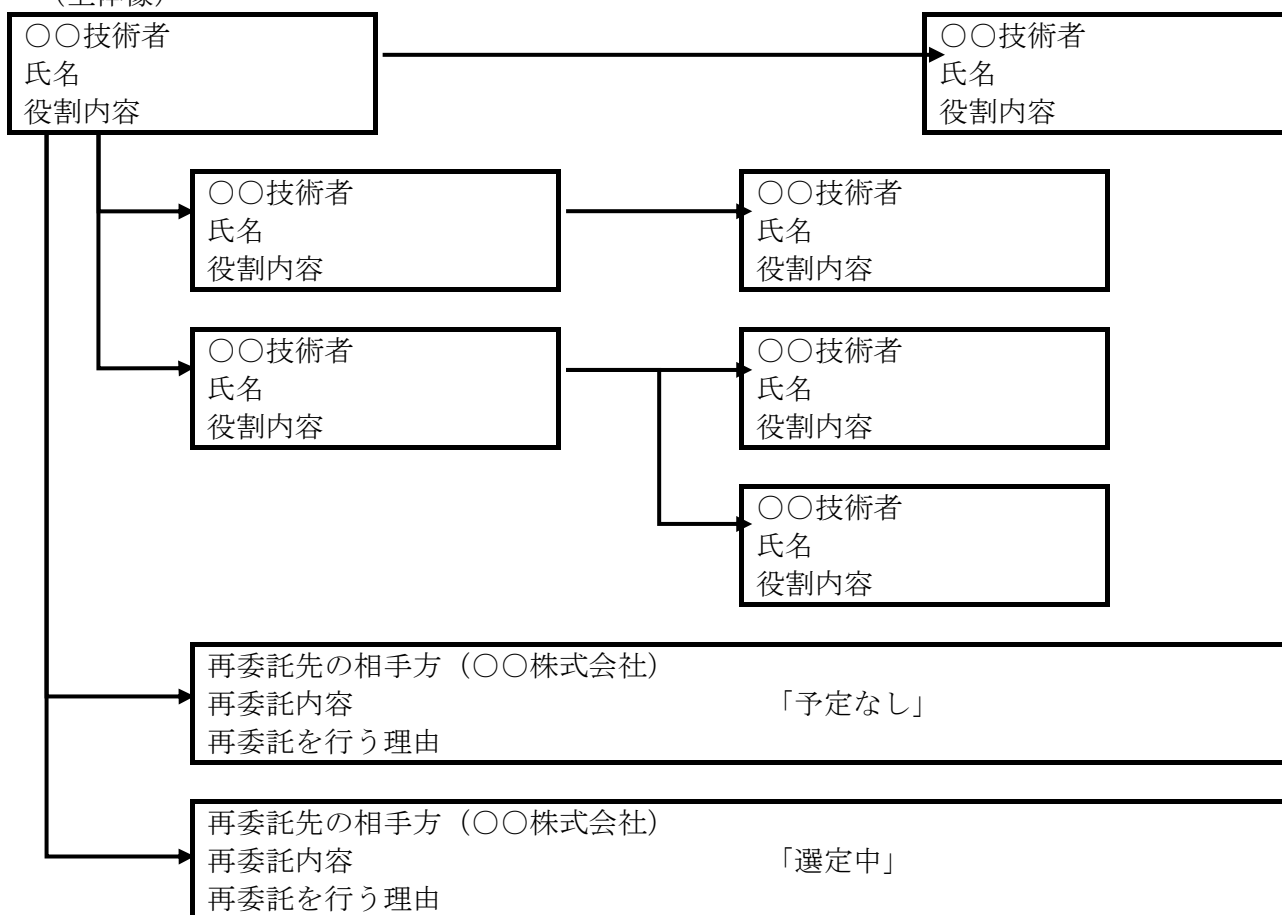 ○○技術者
氏名
役割内容
○○技術者
氏名
役割内容
○○技術者
氏名
役割内容
○○技術者
氏名
役割内容
○○技術者
氏名
役割内容
○○技術者
氏名
役割内容
○○技術者
氏名
役割内容
再委託先の相手方（○○株式会社）
再委託内容 「予定なし」
再委託を行う理由
再委託先の相手方（○○株式会社）
再委託内容 「選定中」
再委託を行う理由